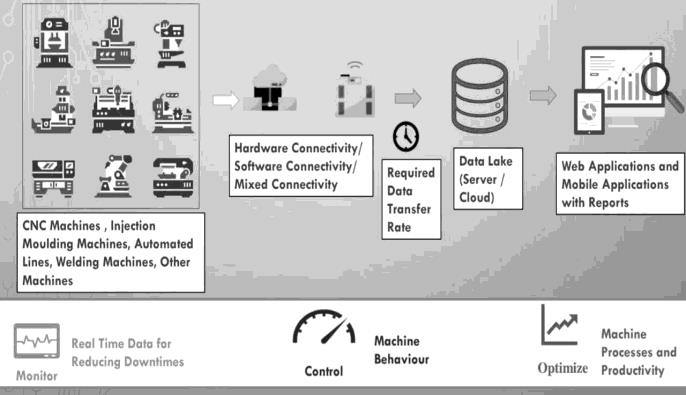 CNC Machines , Injection
Moulding Machines, Automated
Lines, Welding Machines, Other
Machines
Hardware Connectivity/
Software Connectivity/
Mixed Connectivity
Required
Data
Transfer
Rate
Data Lake
(Server /
Cloud)
Web Applications and
Mobile Applications
with Reports
Monitor
Real Time Data for
Reducing Downtimes
Control
Machine
Behaviour
Optimize
Machine
Processes and
Productivity